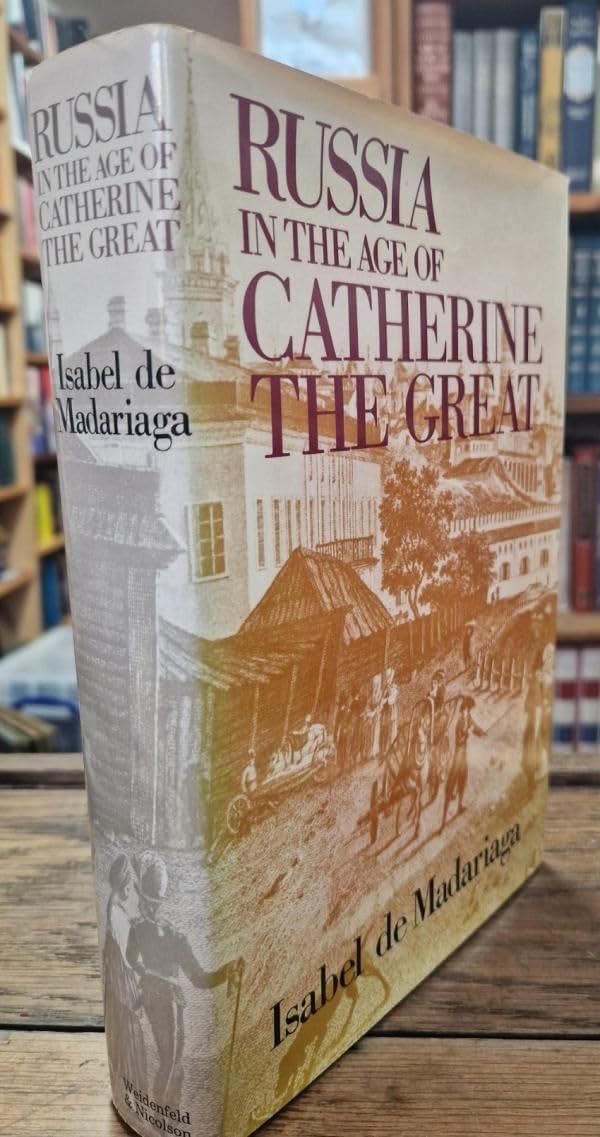 RUSSIA
IN THE AGE OF
CATHERINE
THE GREAT
Isabel de
Madariaga
Weidenfeld
& Nicolson
RUSSIA
IN THE AGE OF
CATHERINE
THE GREAT
Isabel de Madariaga